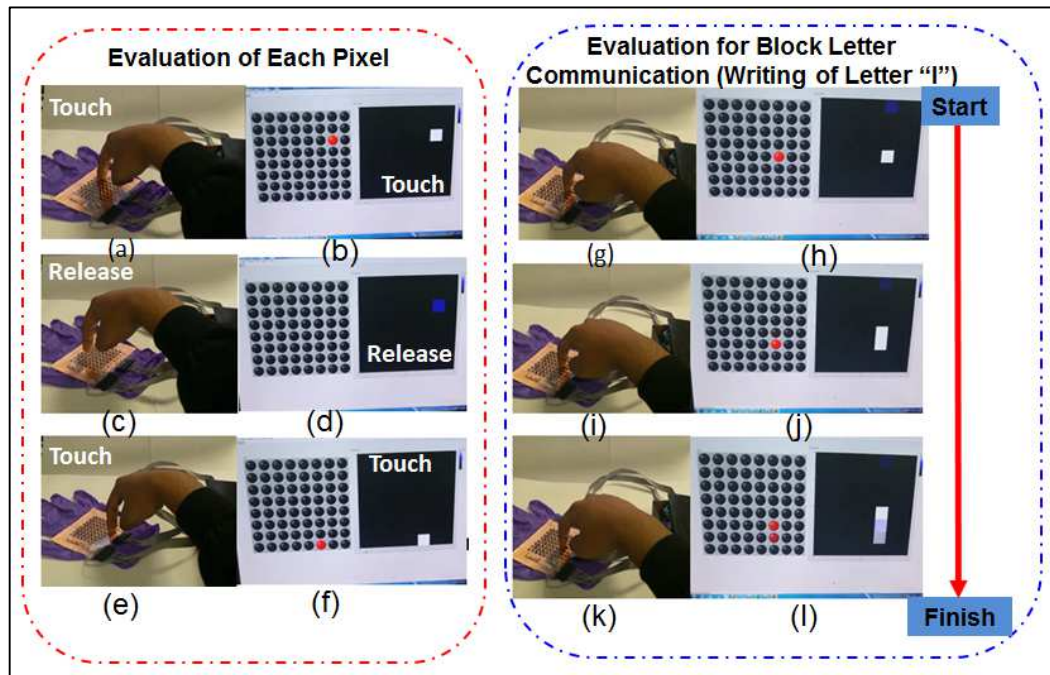 Evaluation of Each Pixel
Touch
Touch
(a)
(b)
Release
Release
(c)
(d)
Touch
Touch
(e)
(f)
Evaluation for Block Letter
Communication (Writing of Letter “I”)
Start
(g)
(h)
(i)
(j)
(k)
(l)
Finish